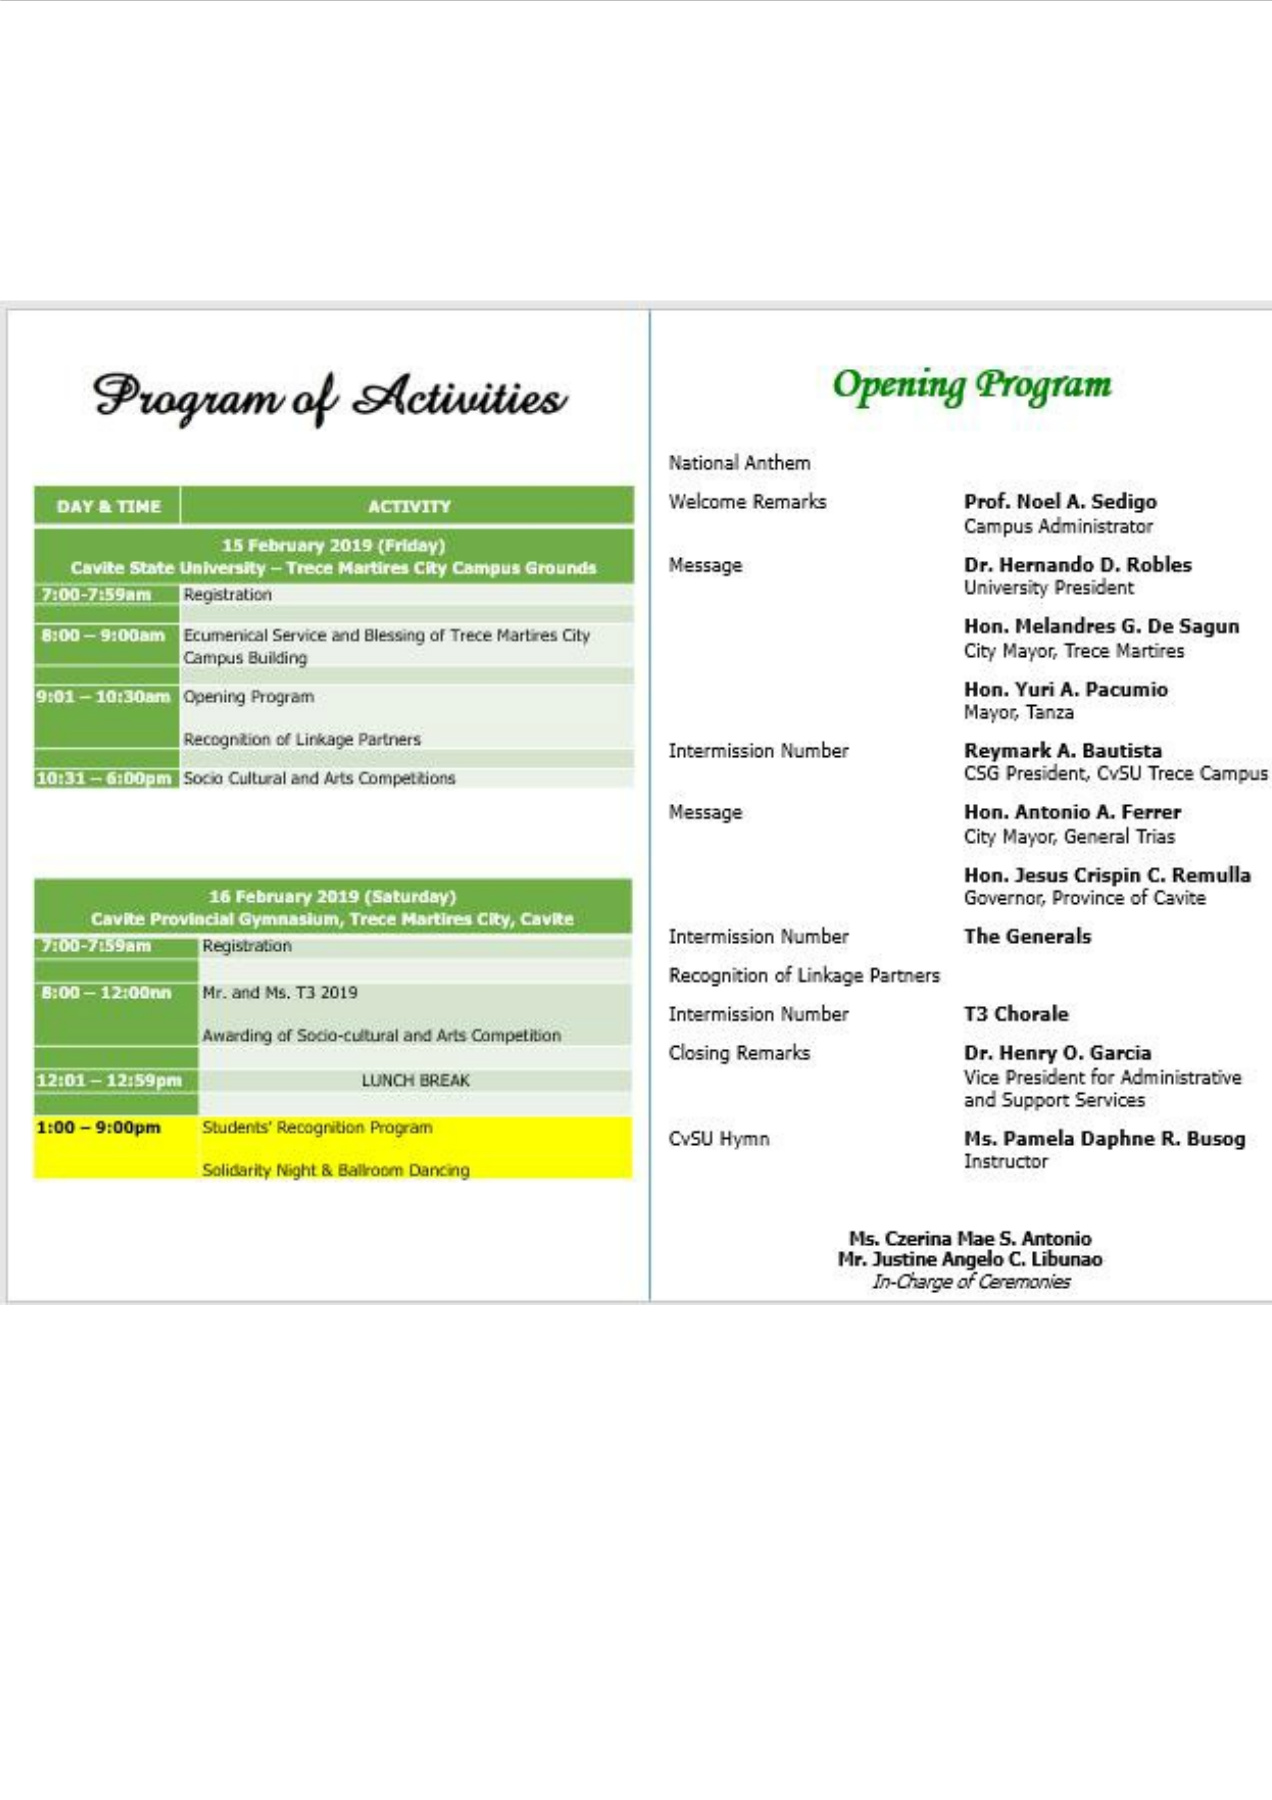 Program of Activities
DAY & TIME ACTIVITY
15 February 2019 (Friday)
Cavite State University – Trece Martires City Campus Grounds
7:00-7:59am Registration
8:00 – 9:00am Ecumenical Service and Blessing of Trece Martires City
Campus Building
9:01 – 10:30am Opening Program
Recognition of Linkage Partners
10:31 – 6:00pm Socio Cultural and Arts Competitions
16 February 2019 (Saturday)
Cavite Provincial Gymnasium, Trece Martires City, Cavite
7:00-7:59am Registration
8:00 – 12:00nn Mr. and Ms. T3 2019
Awarding of Socio-cultural and Arts Competition
12:01 – 12:59pm LUNCH BREAK
1:00 – 9:00pm Students' Recognition Program
Solidarity Night & Ballroom Dancing
Opening Program
National Anthem
Welcome Remarks Prof. Noel A. Sedigo
Campus Administrator
Message Dr. Hernando D. Robles
University President
Hon. Melandres G. De Sagun
City Mayor, Trece Martires
Hon. Yuri A. Pacumio
Mayor, Tanza
Intermission Number Reymark A. Bautista
CSG President, CvSU Trece Campus
Message Hon. Antonio A. Ferrer
City Mayor, General Trias
Hon. Jesus Crispin C. Remulla
Governor, Province of Cavite
Intermission Number The Generals
Recognition of Linkage Partners
Intermission Number T3 Chorale
Closing Remarks Dr. Henry O. Garcia
Vice President for Administrative
and Support Services
CvSU Hymn Ms. Pamela Daphne R. Busog
Instructor
Ms. Czerina Mae S. Antonio
Mr. Justine Angelo C. Libunao
In-Charge of Ceremonies